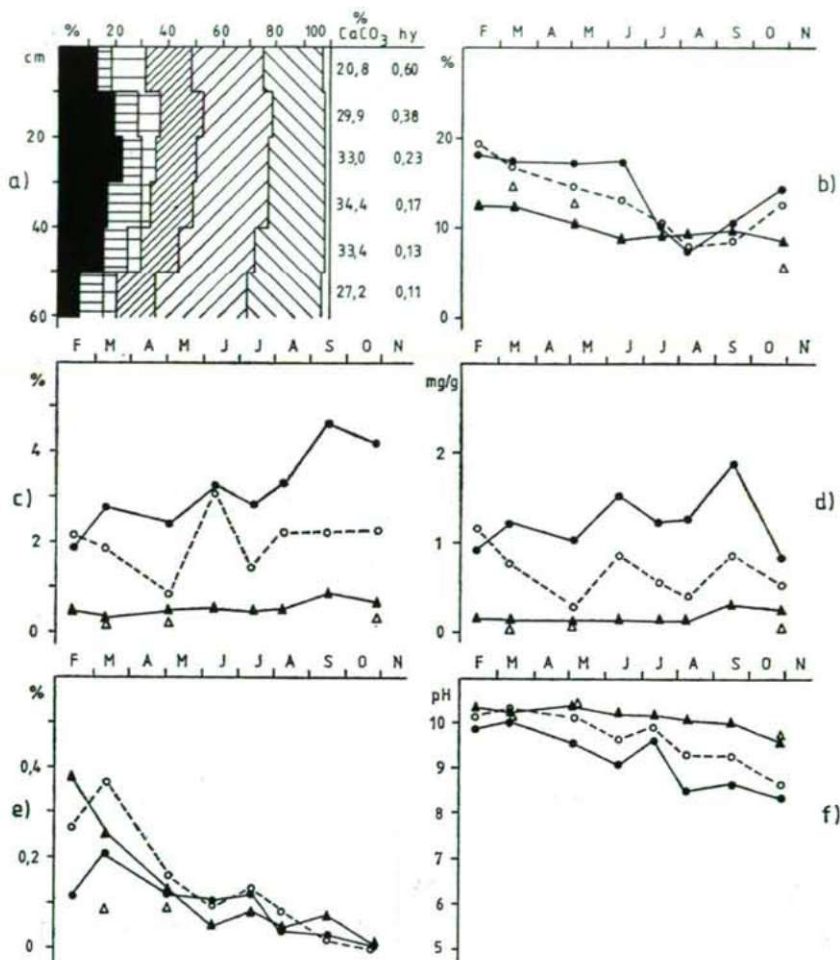 %
% 20 40 60 80 100 CaCO3 hy
cm
20
40
60
a)
20,8 0,60
29,9 0,38
33,0 0,23
34,4 0,17
33,4 0,13
27,2 0,11
F M A M J J A S O N
%
20
10
0
b)
F M A M J J A S O N
%
4
2
0
c)
F M A M J J A S O N
mg/g
2
1
0
d)
F M A M J J A S O N
%
0,4
0,2
0
e)
F M A M J J A S O N
pH
10
9
8
7
6
5
f)